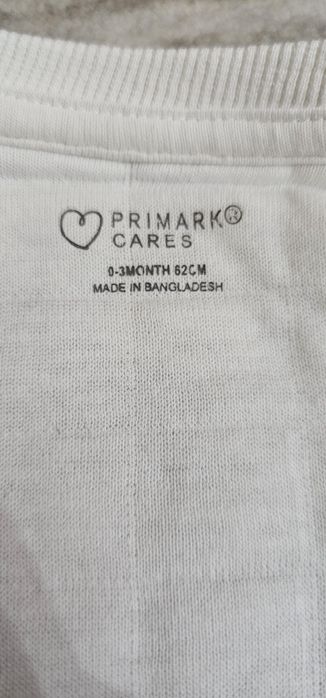 PRIMARK®
CARES
0-3MONTH 62CM
MADE IN BANGLADESH